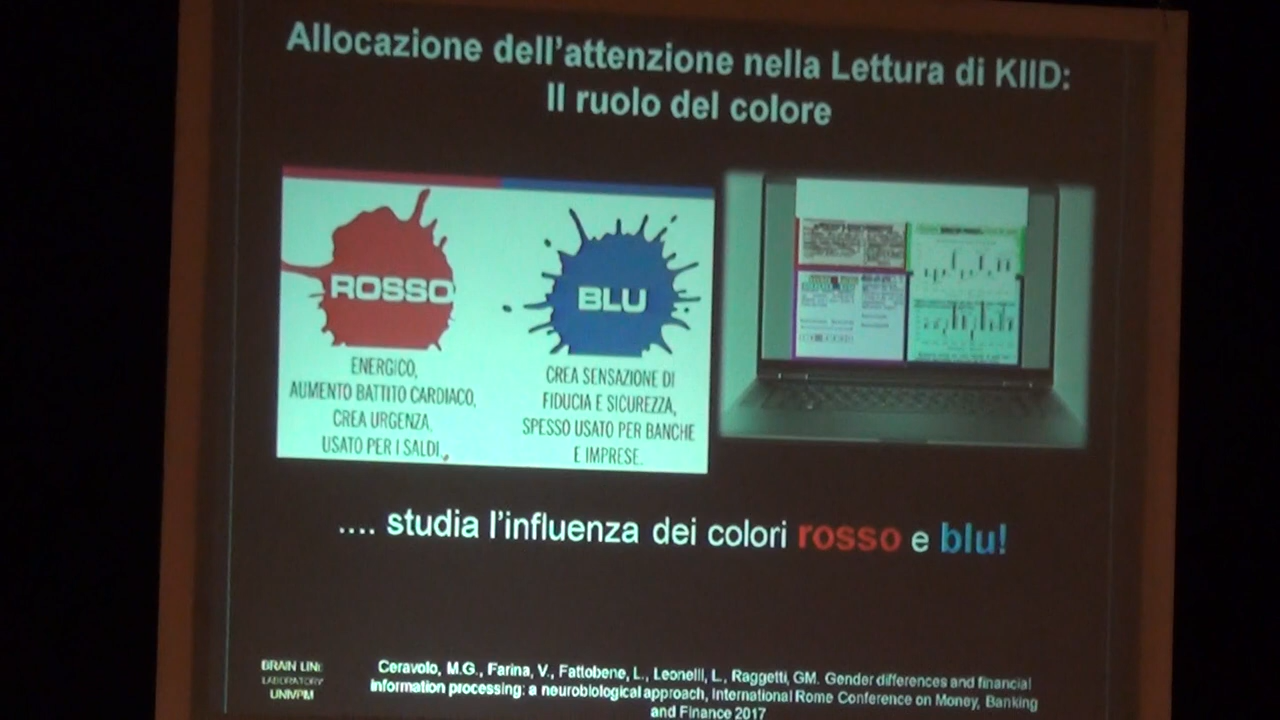 Allocazione dell'attenzione nella Lettura di KIID:
Il ruolo del colore
ROSSO
ENERGICO,
AUMENTO BATTITO CARDIACO,
CREA URGENZA,
USATO PER I SALDI.
BLU
CREA SENSAZIONE DI
FIDUCIA E SICUREZZA,
SPESSO USATO PER BANCHE
E IMPRESE.
.... studia l'influenza dei colori rosso e blu!
BRAIN LINE
LABORATORY
UNIVPM
Ceravolo, M.G., Farina, V., Fattobene, L., Leonelli, L., Raggetti, GM. Gender differences and financial
information processing: a neurobiological approach, International Rome Conference on Money, Banking
and Finance 2017